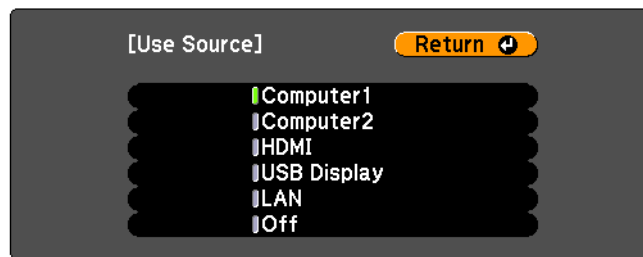 [Use Source] Return
Computer1
Computer2
HDMI
USB Display
LAN
Off